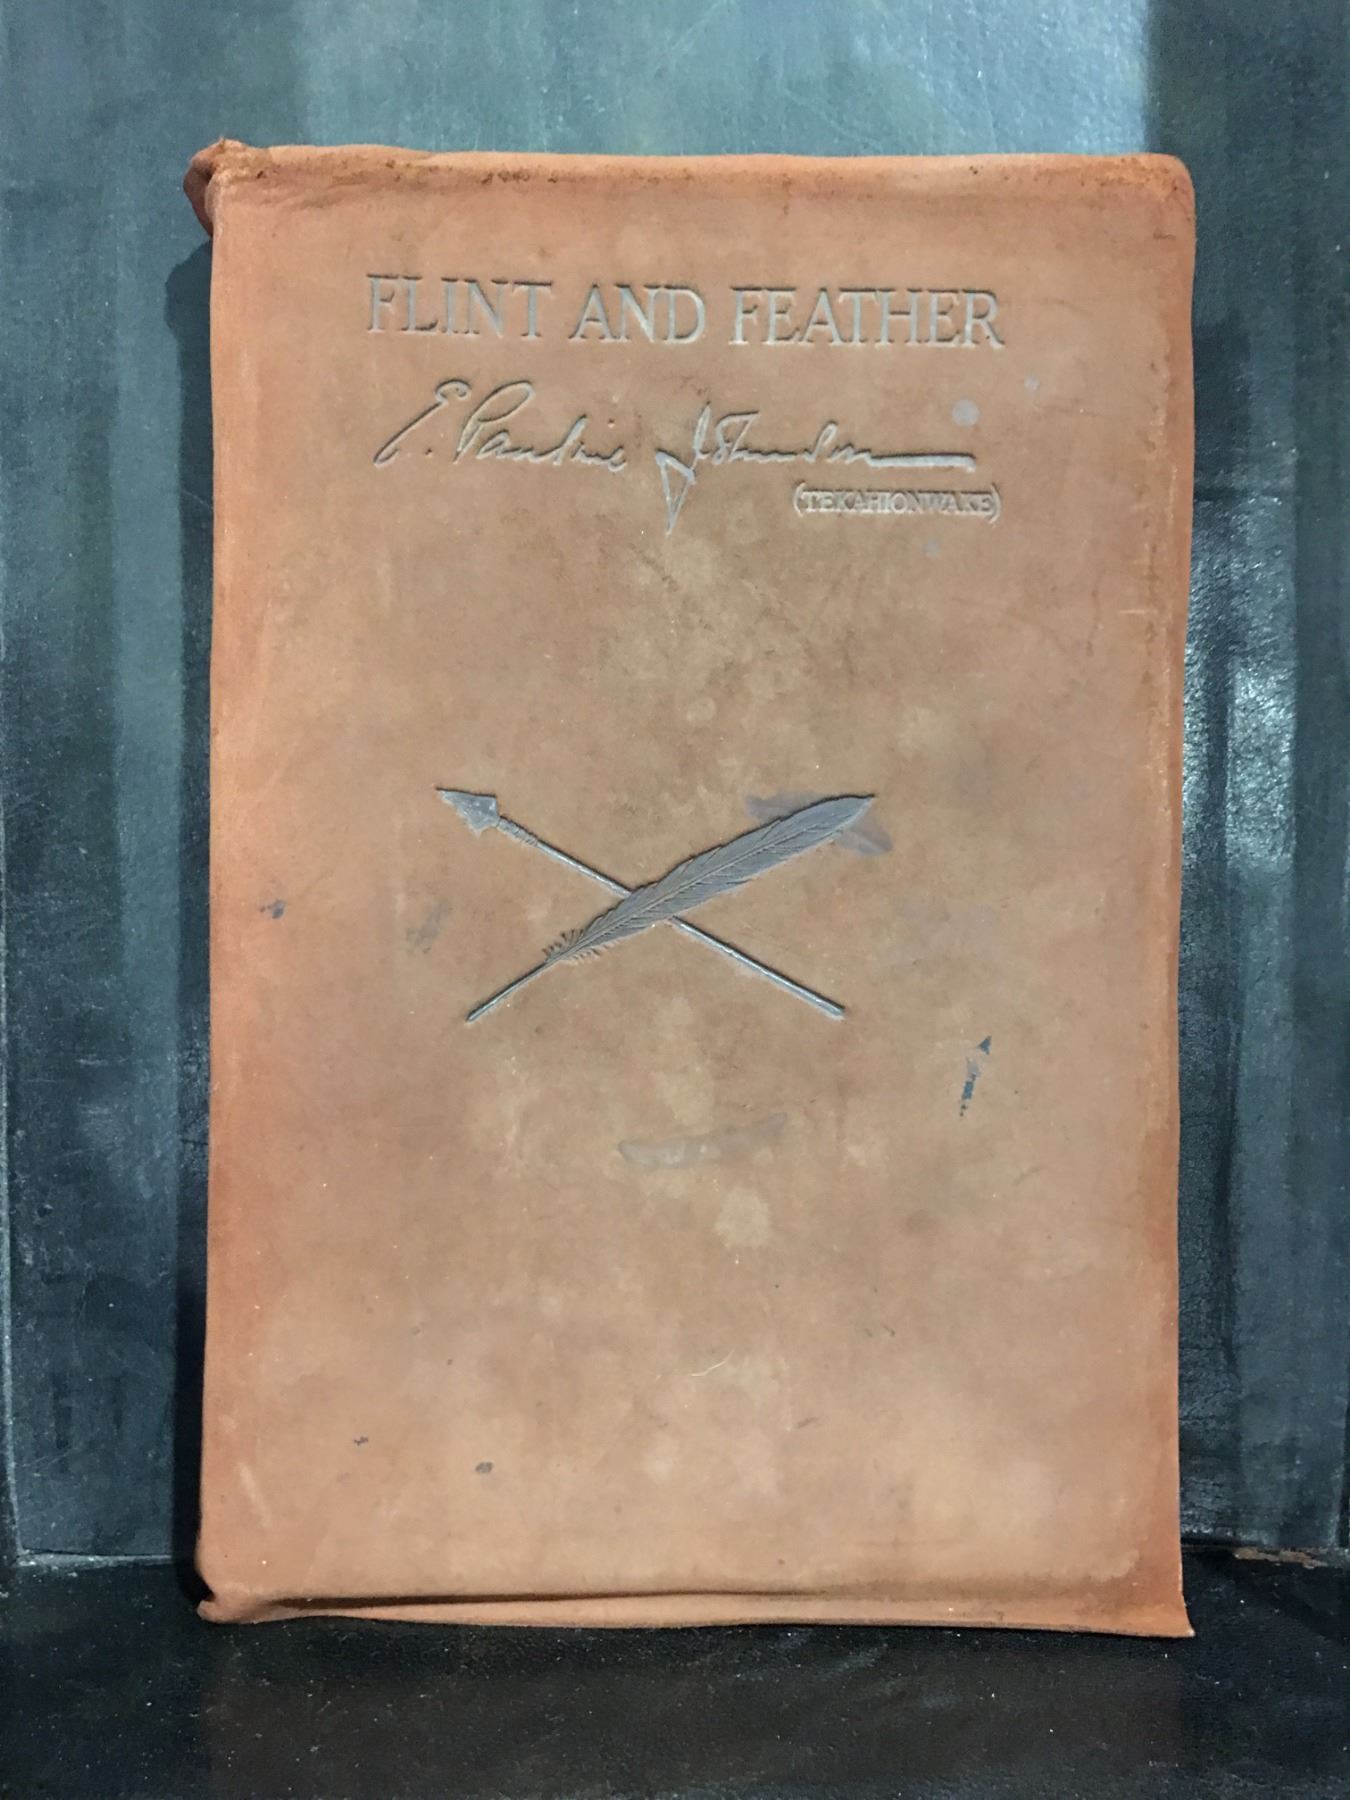 FLINT AND FEATHER
E. Pauline Johnson
(TEKAHIONWAKE)